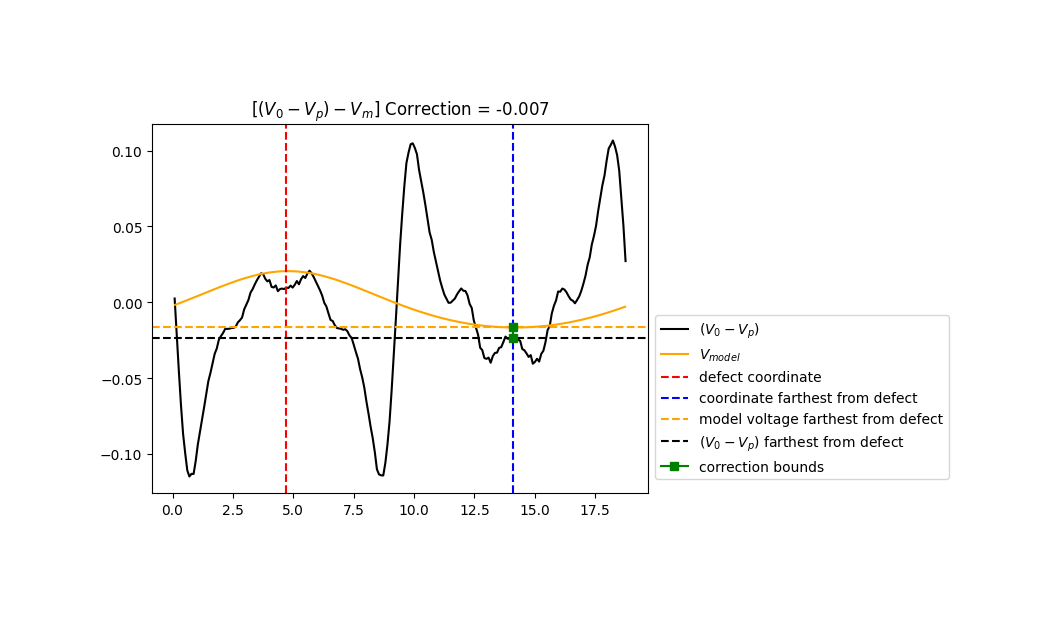 [(V₀ − Vₚ) − Vₘ] Correction = -0.007
0.10
0.05
0.00
−0.05
−0.10
0.0 2.5 5.0 7.5 10.0 12.5 15.0 17.5
(V₀ − Vₚ)
V_model
defect coordinate
coordinate farthest from defect
model voltage farthest from defect
(V₀ − Vₚ) farthest from defect
correction bounds